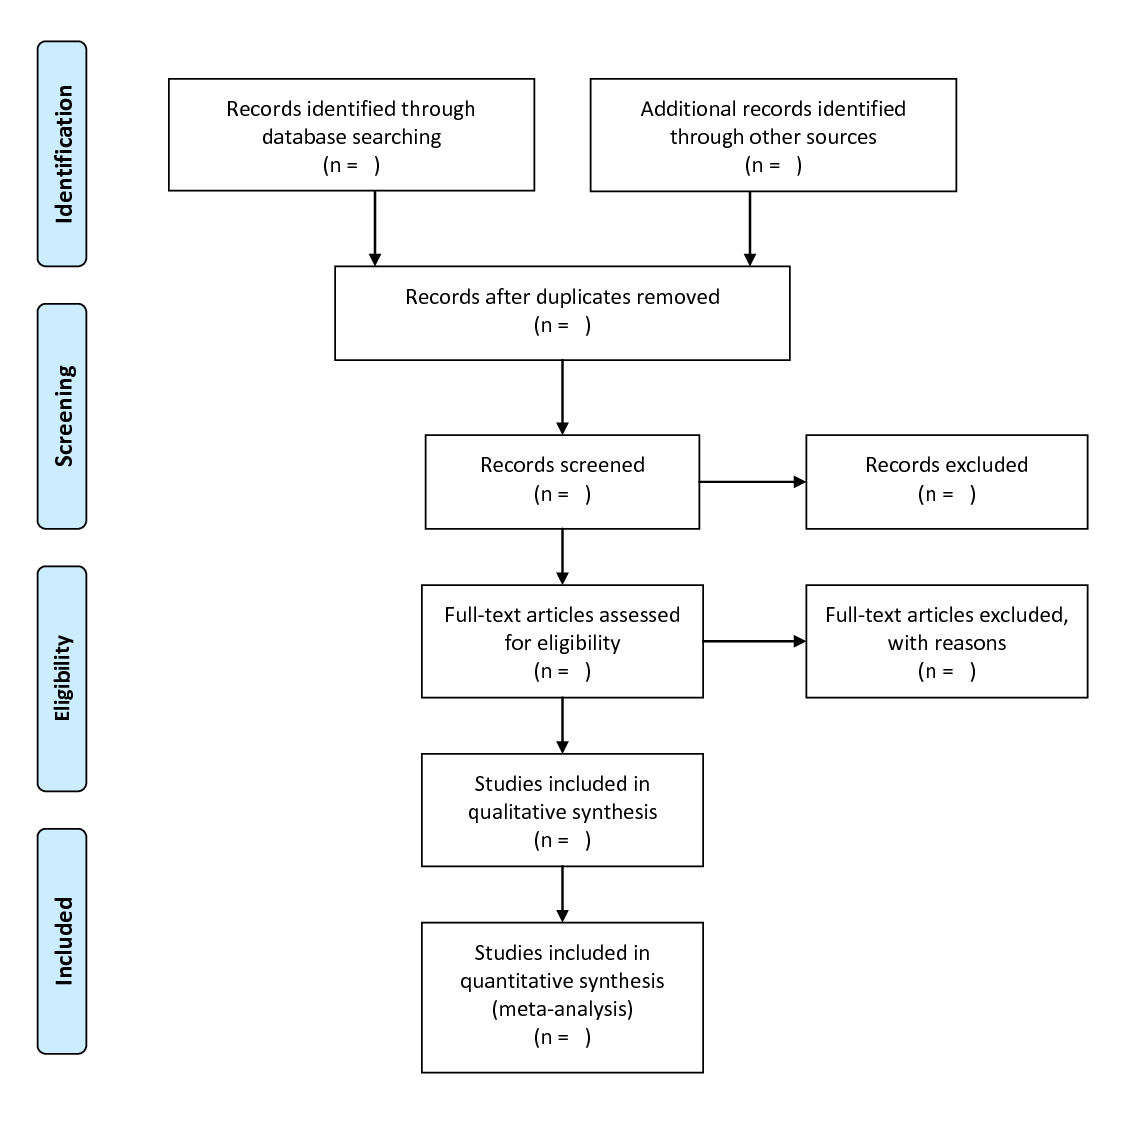 Identification
Records identified through
database searching
(n =   )
Additional records identified
through other sources
(n =   )
Records after duplicates removed
(n =   )
Screening
Records screened
(n =   )
Records excluded
(n =   )
Eligibility
Full-text articles assessed
for eligibility
(n =   )
Full-text articles excluded,
with reasons
(n =   )
Studies included in
qualitative synthesis
(n =   )
Included
Studies included in
quantitative synthesis
(meta-analysis)
(n =   )